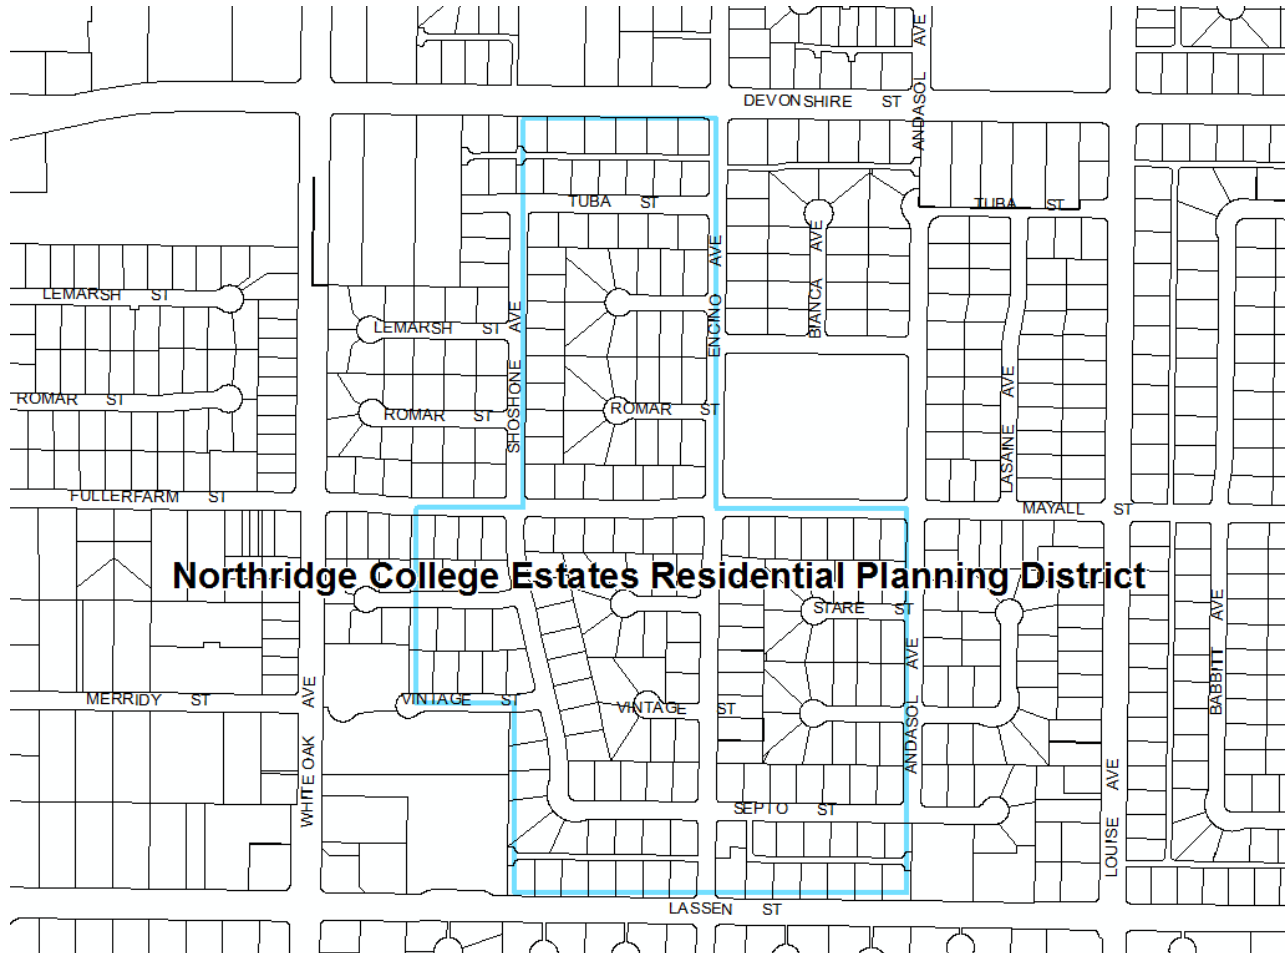 DEVONSHIRE ST
ANDASOL AVE
TUBA ST
TUBA ST
LEMARSH ST
LEMARSH ST
SHOSHONE AVE
ENCINO AVE
BIANCA AVE
ROMAR ST
ROMAR ST
ROMAR ST
LASAINE AVE
FULLERFARM ST
MAYALL ST
Northridge College Estates Residential Planning District
STARE ST
MERRIDY ST
WHITE OAK AVE
VINTAGE ST
VINTAGE ST
ANDASOL AVE
BABBITT AVE
SEPTO ST
LOUISE AVE
LASSEN ST